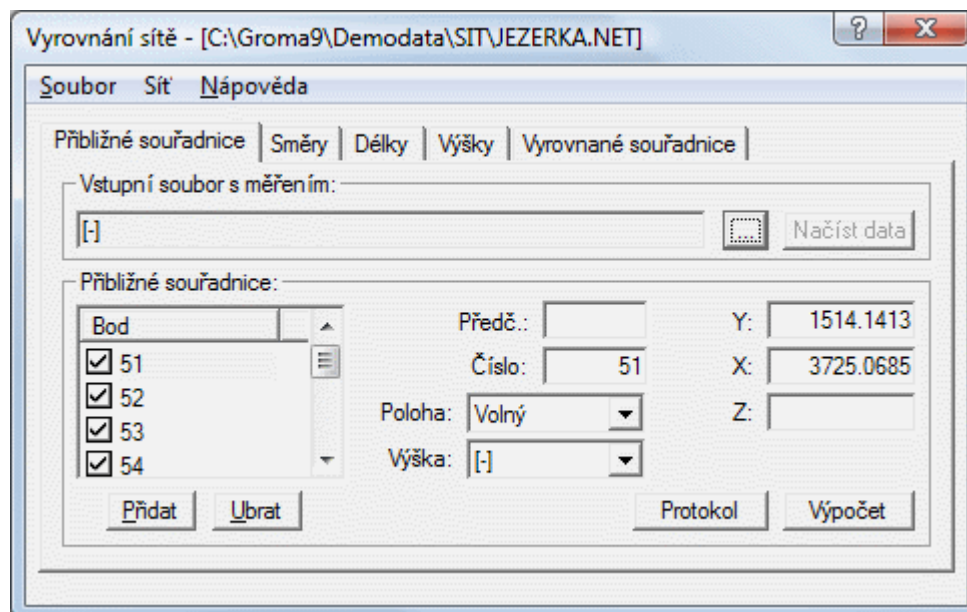 Vyrovnání sítě - [C:\Groma9\Demodata\SIT\JEZERKA.NET]
Soubor Síť Nápověda
Přibližné souřadnice Směry Délky Výšky Vyrovnané souřadnice
Vstupní soubor s měřením:
[-] ... Načíst data
Přibližné souřadnice:
Bod Předč.: Y: 1514.1413
51 Číslo: 51 X: 3725.0685
52 Poloha: Volný Z:
53
54 Výška: [-]
Přidat Ubrat Protokol Výpočet